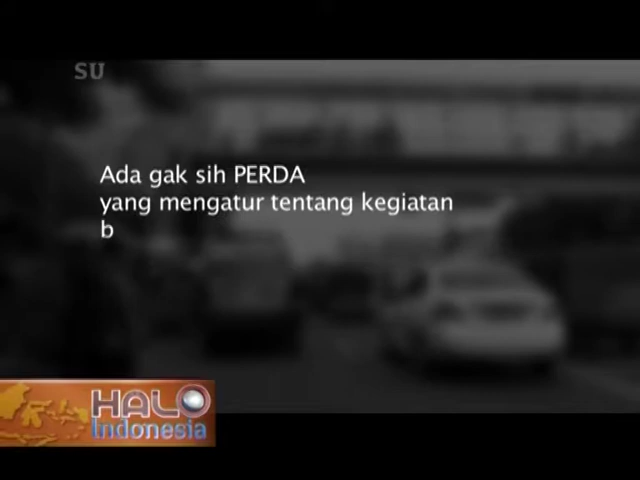 SU
Ada gak sih PERDA
yang mengatur tentang kegiatan
b
HALO
Indonesia